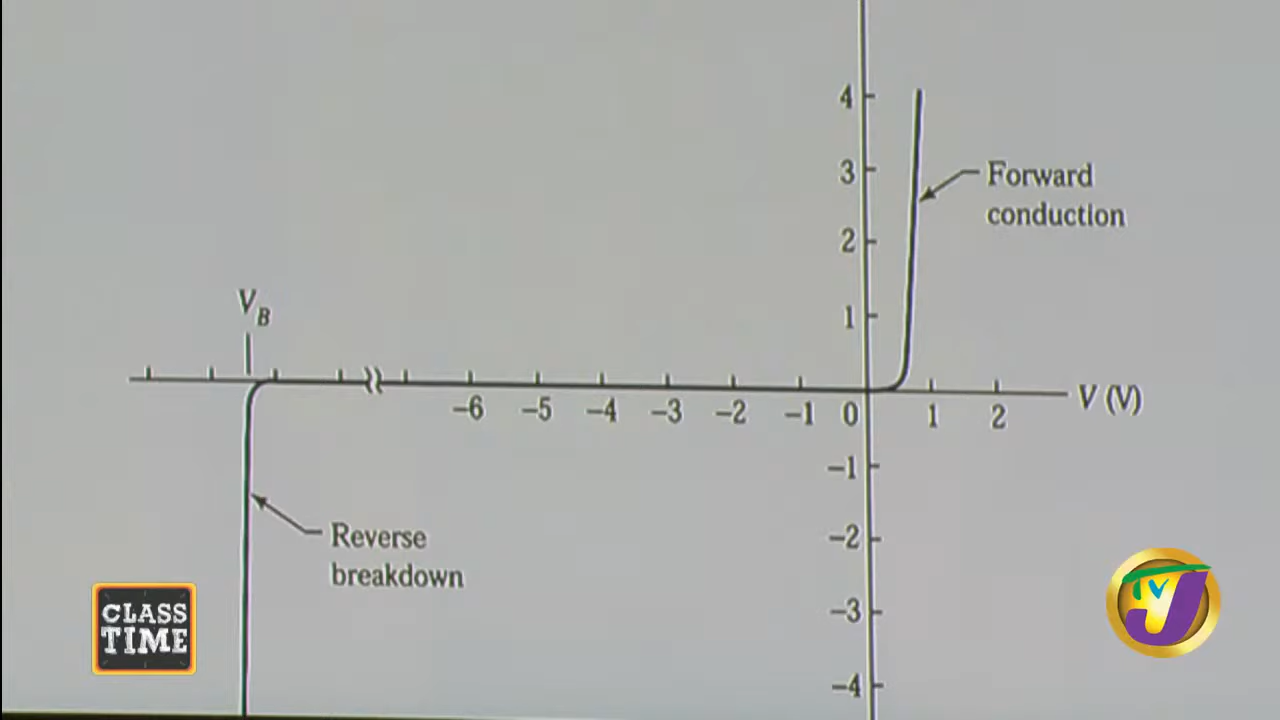 4
3
Forward
conduction
2
V_B
1
-6 -5 -4 -3 -2 -1 0 1 2 V (V)
-1
Reverse
breakdown
-2
-3
-4
CLASS
TIME
TVJ